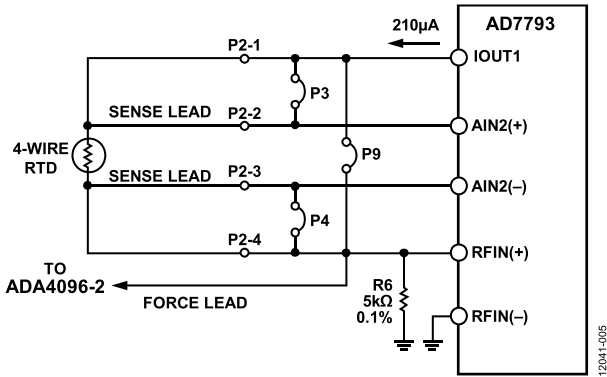 210µA
AD7793
P2-1
IOUT1
P3
SENSE LEAD
P2-2
AIN2(+)
4-WIRE
RTD
P9
P2-3
SENSE LEAD
AIN2(–)
P4
P2-4
RFIN(+)
TO
ADA4096-2
FORCE LEAD
R6
5kΩ
0.1%
RFIN(–)
12041-005